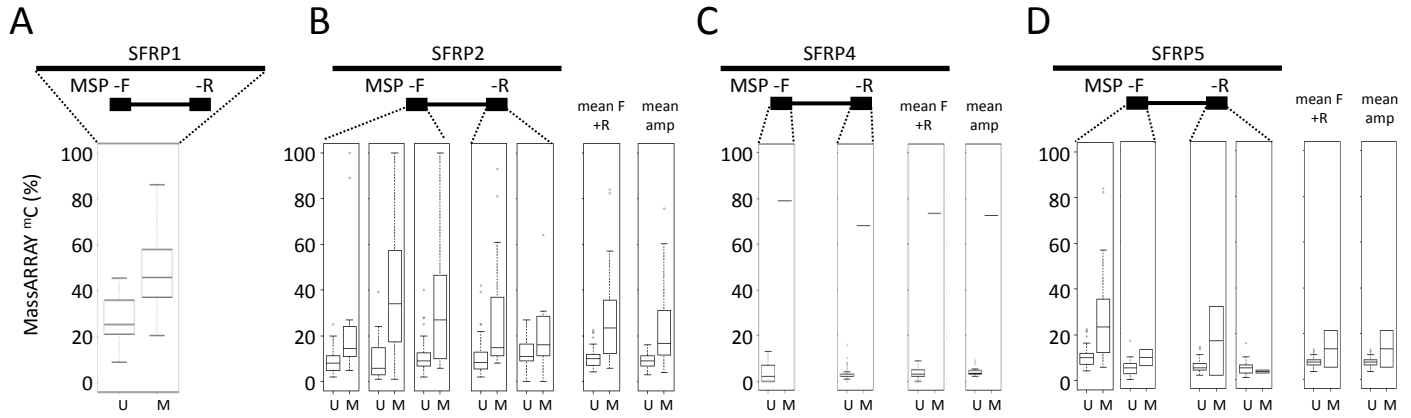 A
SFRP1
MSP -F -R
MassARRAY ᵐC (%)
100
80
60
40
20
0
U M
B
SFRP2
MSP -F -R
mean F +R
mean amp
100
80
60
40
20
0
U M U M U M U M U M U M U M
C
SFRP4
MSP -F -R
mean F +R
mean amp
100
80
60
40
20
0
U M U M U M U M
D
SFRP5
MSP -F -R
mean F +R
mean amp
100
80
60
40
20
0
U M U M U M U M U M U M